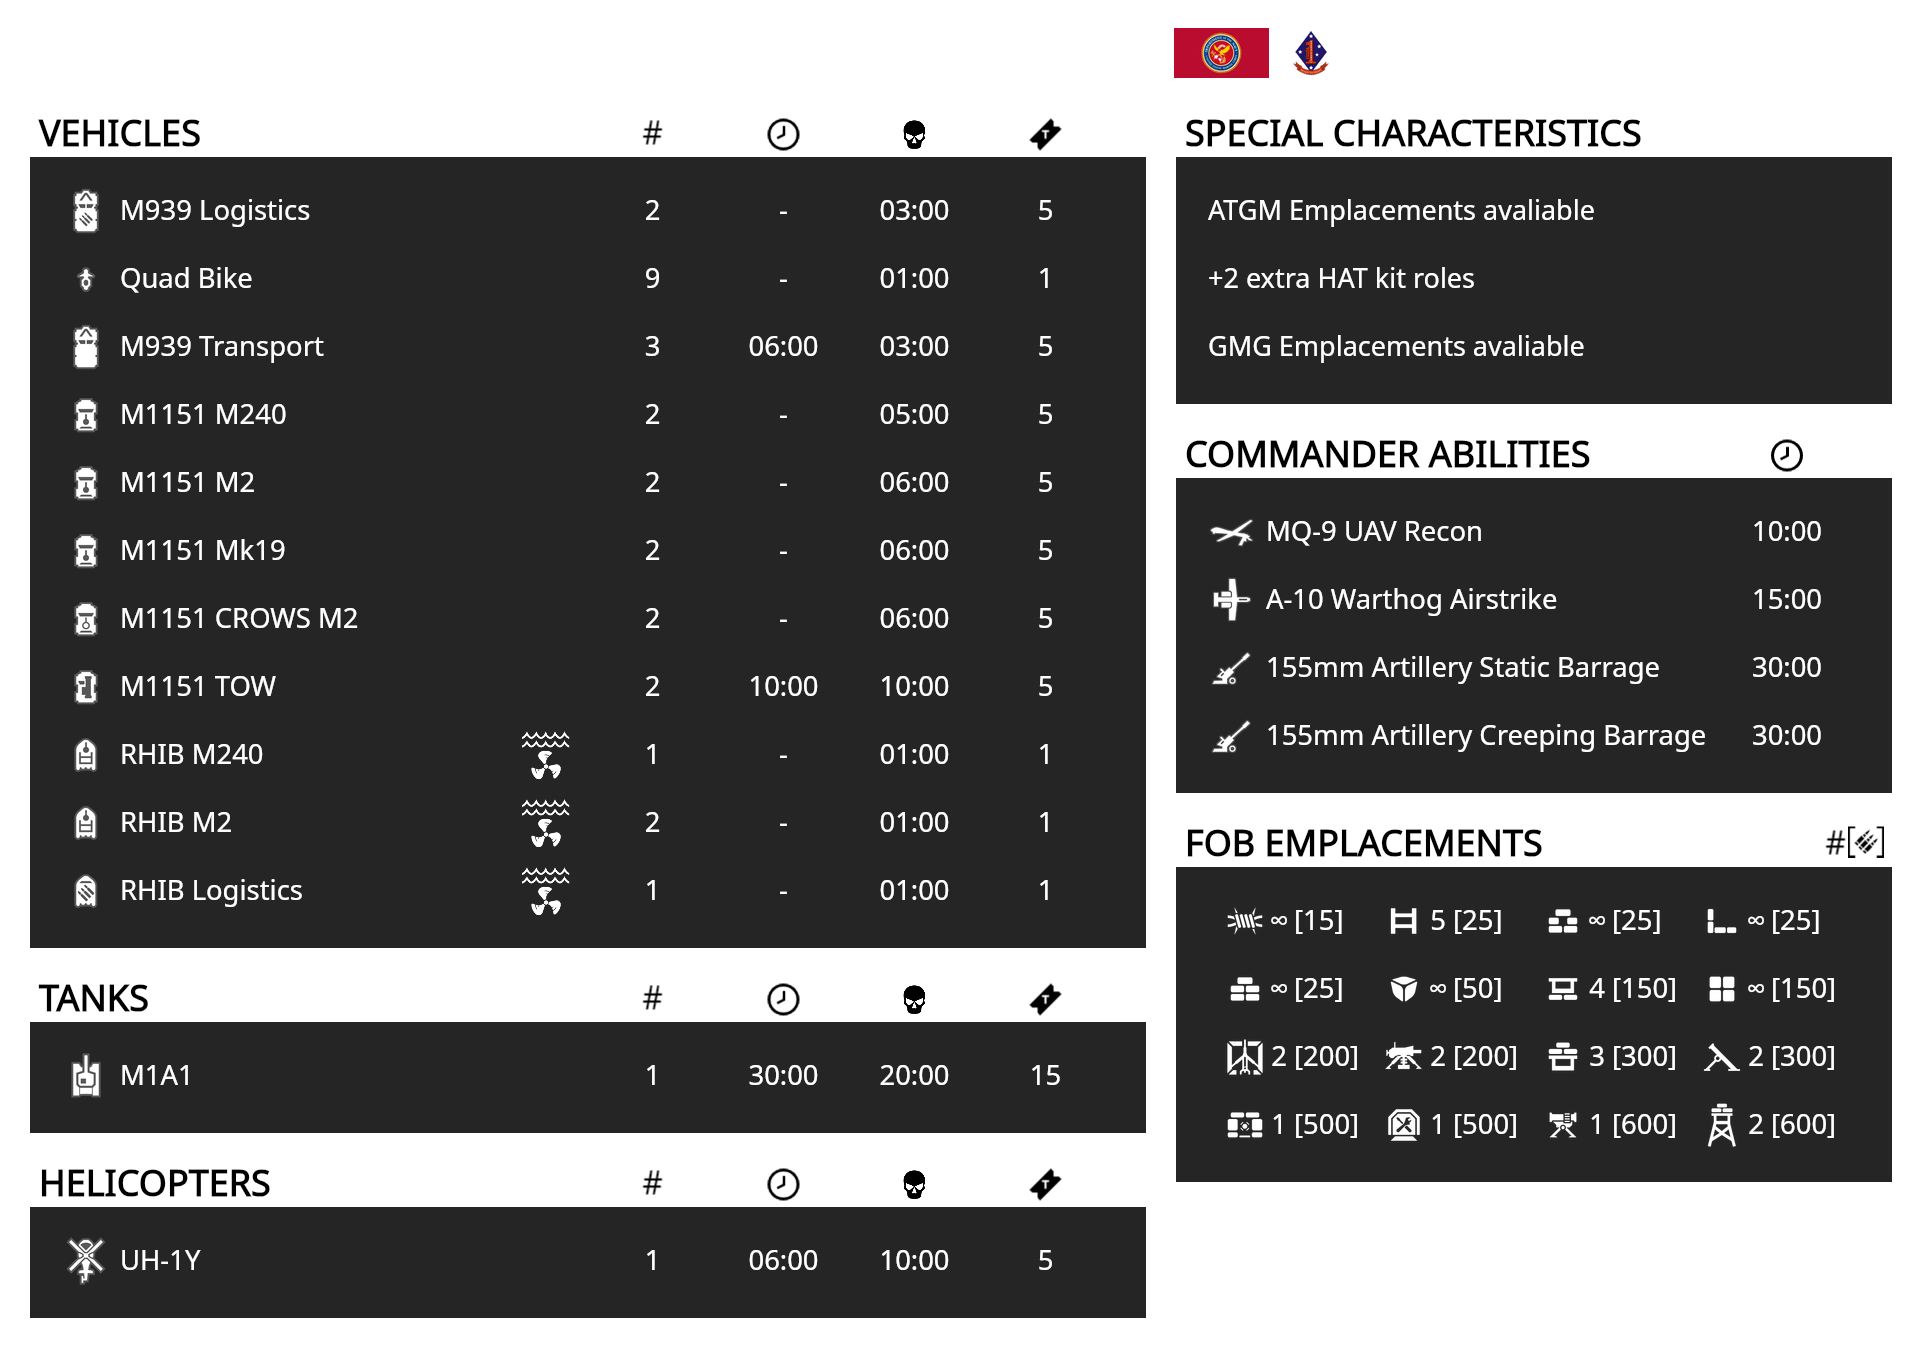 VEHICLES #
M939 Logistics 2 - 03:00 5
Quad Bike 9 - 01:00 1
M939 Transport 3 06:00 03:00 5
M1151 M240 2 - 05:00 5
M1151 M2 2 - 06:00 5
M1151 Mk19 2 - 06:00 5
M1151 CROWS M2 2 - 06:00 5
M1151 TOW 2 10:00 10:00 5
RHIB M240 1 - 01:00 1
RHIB M2 2 - 01:00 1
RHIB Logistics 1 - 01:00 1
TANKS #
M1A1 1 30:00 20:00 15
HELICOPTERS #
UH-1Y 1 06:00 10:00 5
SPECIAL CHARACTERISTICS
ATGM Emplacements avaliable
+2 extra HAT kit roles
GMG Emplacements avaliable
COMMANDER ABILITIES
MQ-9 UAV Recon 10:00
A-10 Warthog Airstrike 15:00
155mm Artillery Static Barrage 30:00
155mm Artillery Creeping Barrage 30:00
FOB EMPLACEMENTS #[]
∞ [15] 5 [25] ∞ [25] ∞ [25]
∞ [25] ∞ [50] 4 [150] ∞ [150]
2 [200] 2 [200] 3 [300] 2 [300]
1 [500] 1 [500] 1 [600] 2 [600]